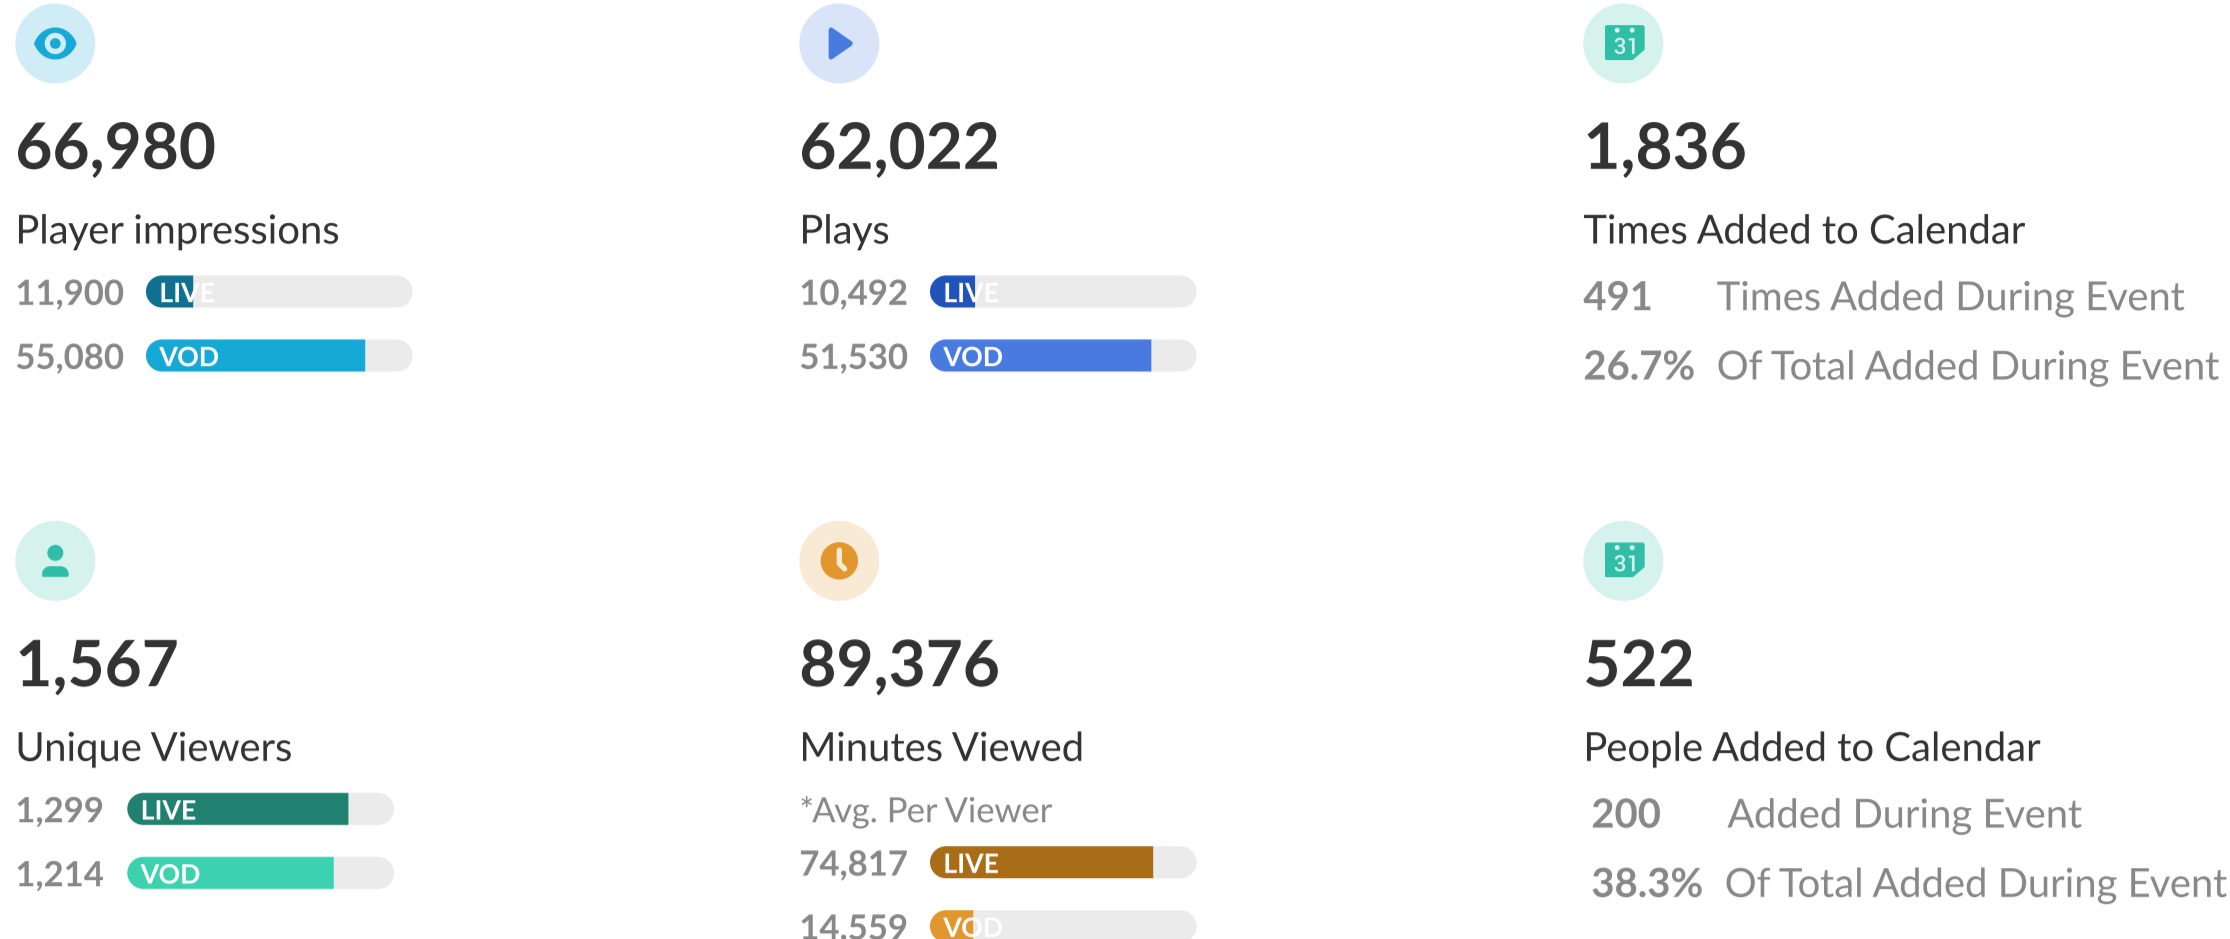 31
66,980
62,022
1,836
Player impressions
Plays
Times Added to Calendar
11,900 LIVE
10,492 LIVE
491 Times Added During Event
55,080 VOD
51,530 VOD
26.7% Of Total Added During Event
31
1,567
89,376
522
Unique Viewers
Minutes Viewed
People Added to Calendar
1,299 LIVE
*Avg. Per Viewer
200 Added During Event
74,817 LIVE
1,214 VOD
38.3% Of Total Added During Event
14,559 VOD